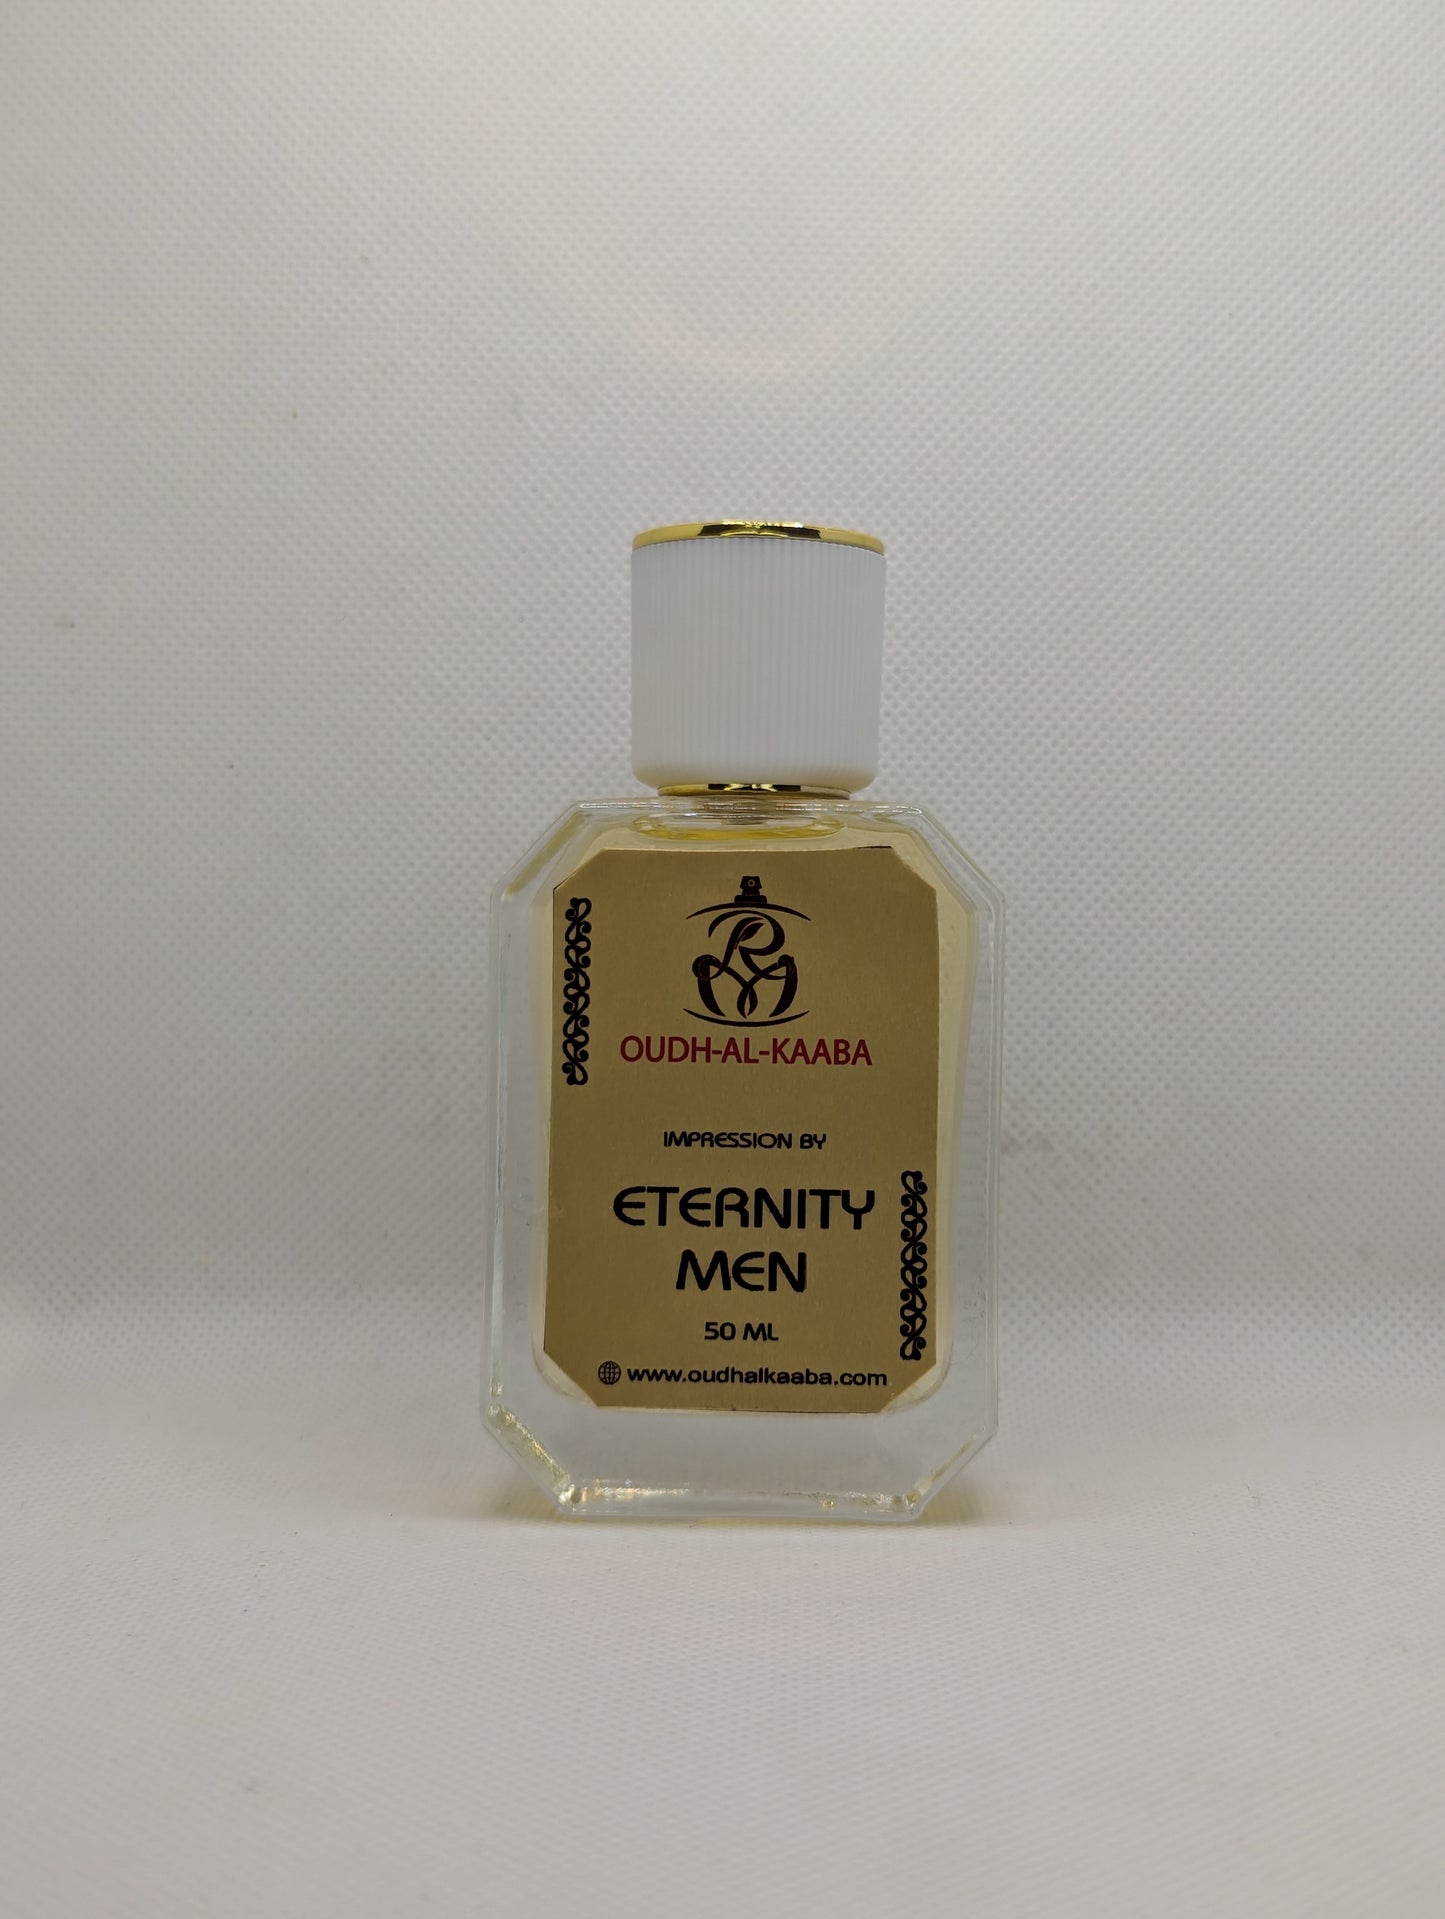 OUDH-AL-KAABA
IMPRESSION BY
ETERNITY
MEN
50 ML
www.oudhalkaaba.com